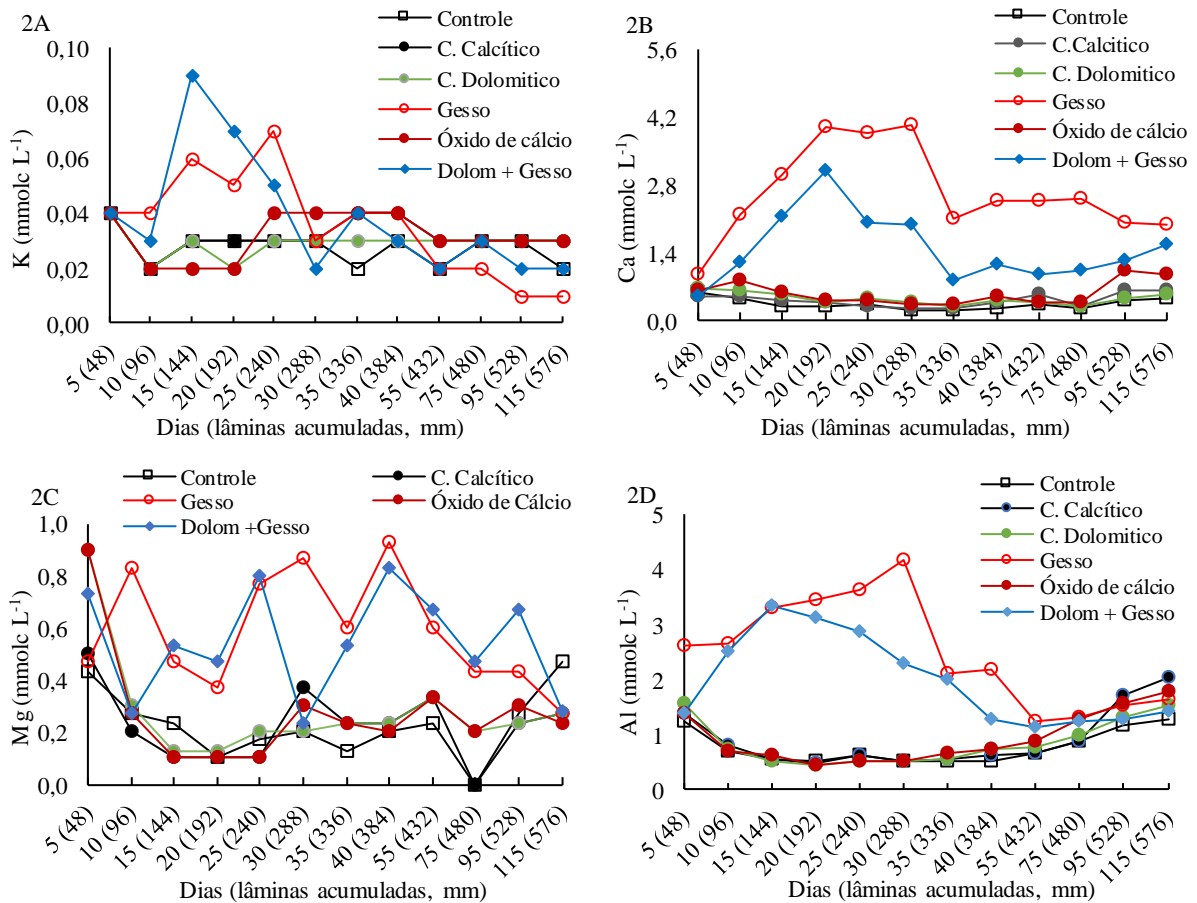 2A
Controle
C. Calcítico
C. Dolomitico
Gesso
Óxido de cálcio
Dolom + Gesso
K (mmolc L-1)
0,10
0,08
0,06
0,04
0,02
0,00
5 (48)
10 (96)
15 (144)
20 (192)
25 (240)
30 (288)
35 (336)
40 (384)
55 (432)
75 (480)
95 (528)
115 (576)
Dias (lâminas acumuladas, mm)
2B
Controle
C.Calcitico
C. Dolomitico
Gesso
Óxido de cálcio
Dolom + Gesso
Ca (mmolc L-1)
5,6
4,2
2,8
1,4
0,0
5 (48)
10 (96)
15 (144)
20 (192)
25 (240)
30 (288)
35 (336)
40 (384)
55 (432)
75 (480)
95 (528)
115 (576)
Dias (lâminas acumuladas, mm)
2C
Controle
C. Calcítico
Gesso
Óxido de Cálcio
Dolom +Gesso
Mg (mmolc L-1)
1,0
0,8
0,6
0,4
0,2
0,0
5 (48)
10 (96)
15 (144)
20 (192)
25 (240)
30 (288)
35 (336)
40 (384)
55 (432)
75 (480)
95 (528)
115 (576)
Dias (lâminas acumuladas, mm)
2D
Controle
C. Calcítico
C. Dolomitico
Gesso
Óxido de cálcio
Dolom + Gesso
Al (mmolc L-1)
5
4
3
2
1
0
5 (48)
10 (96)
15 (144)
20 (192)
25 (240)
30 (288)
35 (336)
40 (384)
55 (432)
75 (480)
95 (528)
115 (576)
Dias (lâminas acumuladas, mm)